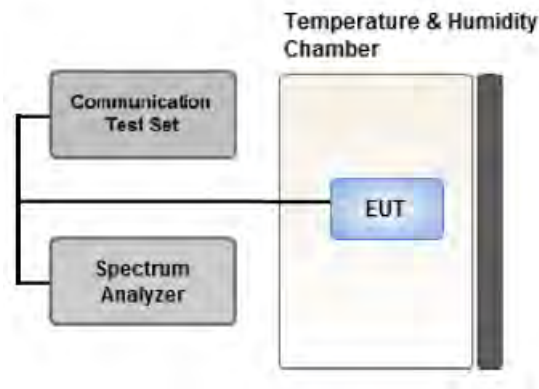 Temperature & Humidity
Chamber
Communication
Test Set
EUT
Spectrum
Analyzer